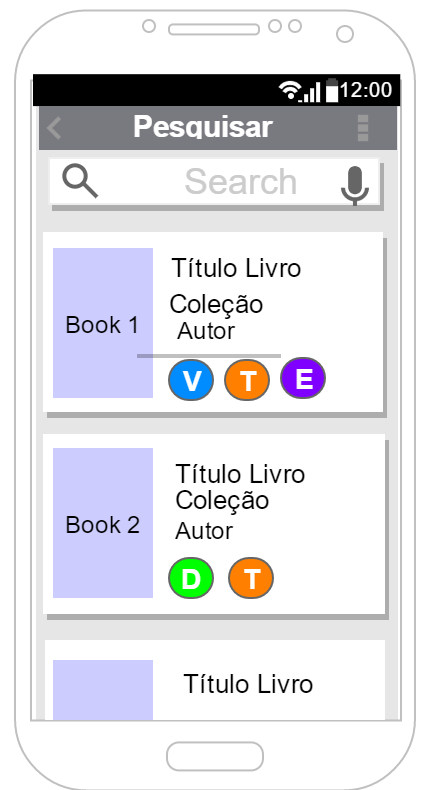 12:00
Pesquisar
Search
Book 1
Título Livro
Coleção
Autor
V T E
Book 2
Título Livro
Coleção
Autor
D T
Título Livro